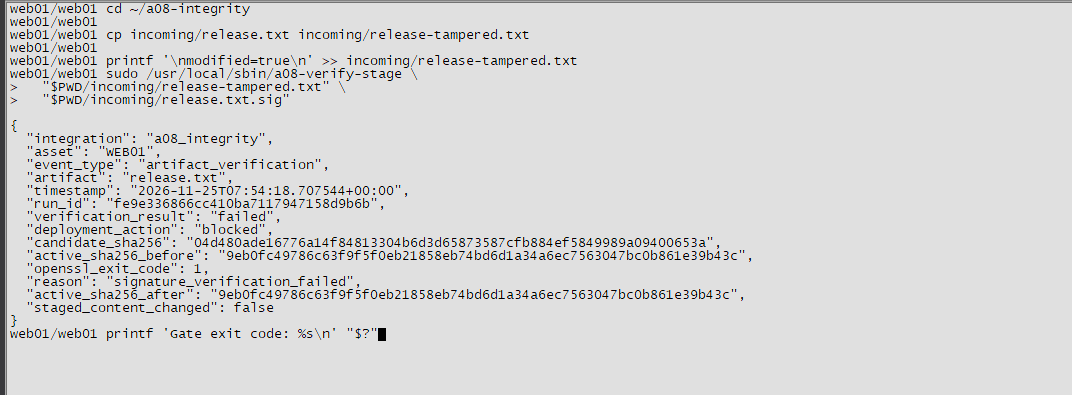 web01/web01 cd ~/a08-integrity
web01/web01
web01/web01 cp incoming/release.txt incoming/release-tampered.txt
web01/web01
web01/web01 printf '\nmodified=true\n' >> incoming/release-tampered.txt
web01/web01 sudo /usr/local/sbin/a08-verify-stage \
>   "$PWD/incoming/release-tampered.txt" \
>   "$PWD/incoming/release.txt.sig"
{
  "integration": "a08_integrity",
  "asset": "WEB01",
  "event_type": "artifact_verification",
  "artifact": "release.txt",
  "timestamp": "2026-11-25T07:54:18.707544+00:00",
  "run_id": "fe9e336866cc410ba7117947158d9b6b",
  "verification_result": "failed",
  "deployment_action": "blocked",
  "candidate_sha256": "04d480ade16776a14f84813304b6d3d65873587cfb884ef5849989a09400653a",
  "active_sha256_before": "9eb0fc49786c63f9f5f0eb21858eb74bd6d1a34a6ec7563047bc0b861e39b43c",
  "openssl_exit_code": 1,
  "reason": "signature_verification_failed",
  "active_sha256_after": "9eb0fc49786c63f9f5f0eb21858eb74bd6d1a34a6ec7563047bc0b861e39b43c",
  "staged_content_changed": false
}
web01/web01 printf 'Gate exit code: %s\n' "$?"